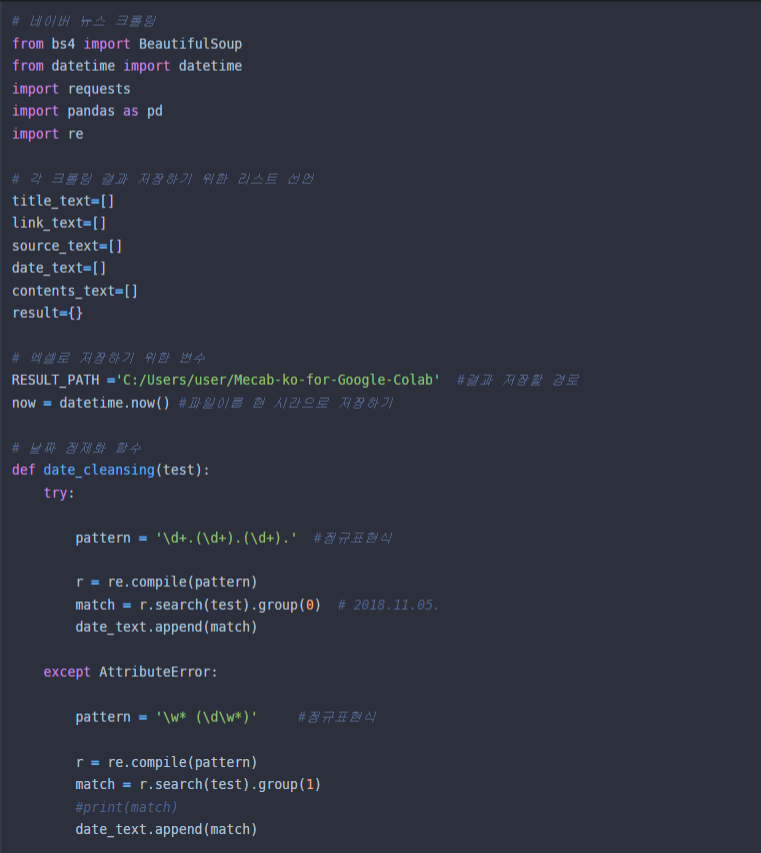 # 네이버 뉴스 크롤링
from bs4 import BeautifulSoup
from datetime import datetime
import requests
import pandas as pd
import re
# 각 크롤링 결과 저장하기 위한 리스트 선언
title_text=[]
link_text=[]
source_text=[]
date_text=[]
contents_text=[]
result={}
# 엑셀로 저장하기 위한 변수
RESULT_PATH ='C:/Users/user/Mecab-ko-for-Google-Colab'  #결과 저장할 경로
now = datetime.now() #파일이름 현 시간으로 저장하기
# 날짜 정제화 함수
def date_cleansing(test):
    try:
        pattern = '\d+.(\d+).(\d+).'  #정규표현식
        r = re.compile(pattern)
        match = r.search(test).group(0)  # 2018.11.05.
        date_text.append(match)
    except AttributeError:
        pattern = '\w* (\d\w*)'     #정규표현식
        r = re.compile(pattern)
        match = r.search(test).group(1)
        #print(match)
        date_text.append(match)